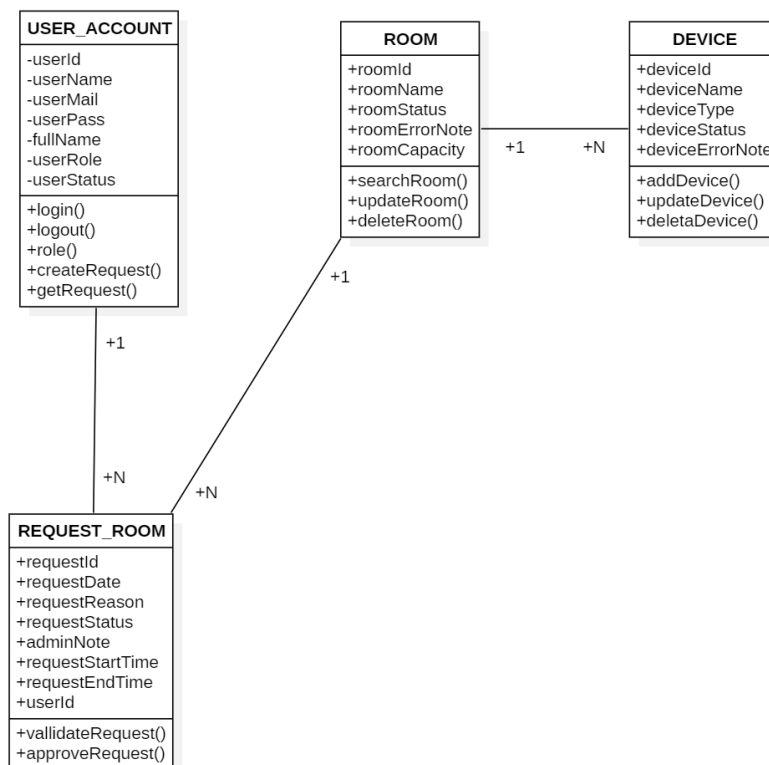 USER_ACCOUNT
-userId
-userName
-userMail
-userPass
-fullName
-userRole
-userStatus
+login()
+logout()
+role()
+createRequest()
+getRequest()
ROOM
+roomId
+roomName
+roomStatus
+roomErrorNote
+roomCapacity
+searchRoom()
+updateRoom()
+deleteRoom()
DEVICE
+deviceId
+deviceName
+deviceType
+deviceStatus
+deviceErrorNote
+addDevice()
+updateDevice()
+deletaDevice()
+1
+N
+1
+N
+1
+N
REQUEST_ROOM
+requestId
+requestDate
+requestReason
+requestStatus
+adminNote
+requestStartTime
+requestEndTime
+userId
+vallidateRequest()
+approveRequest()